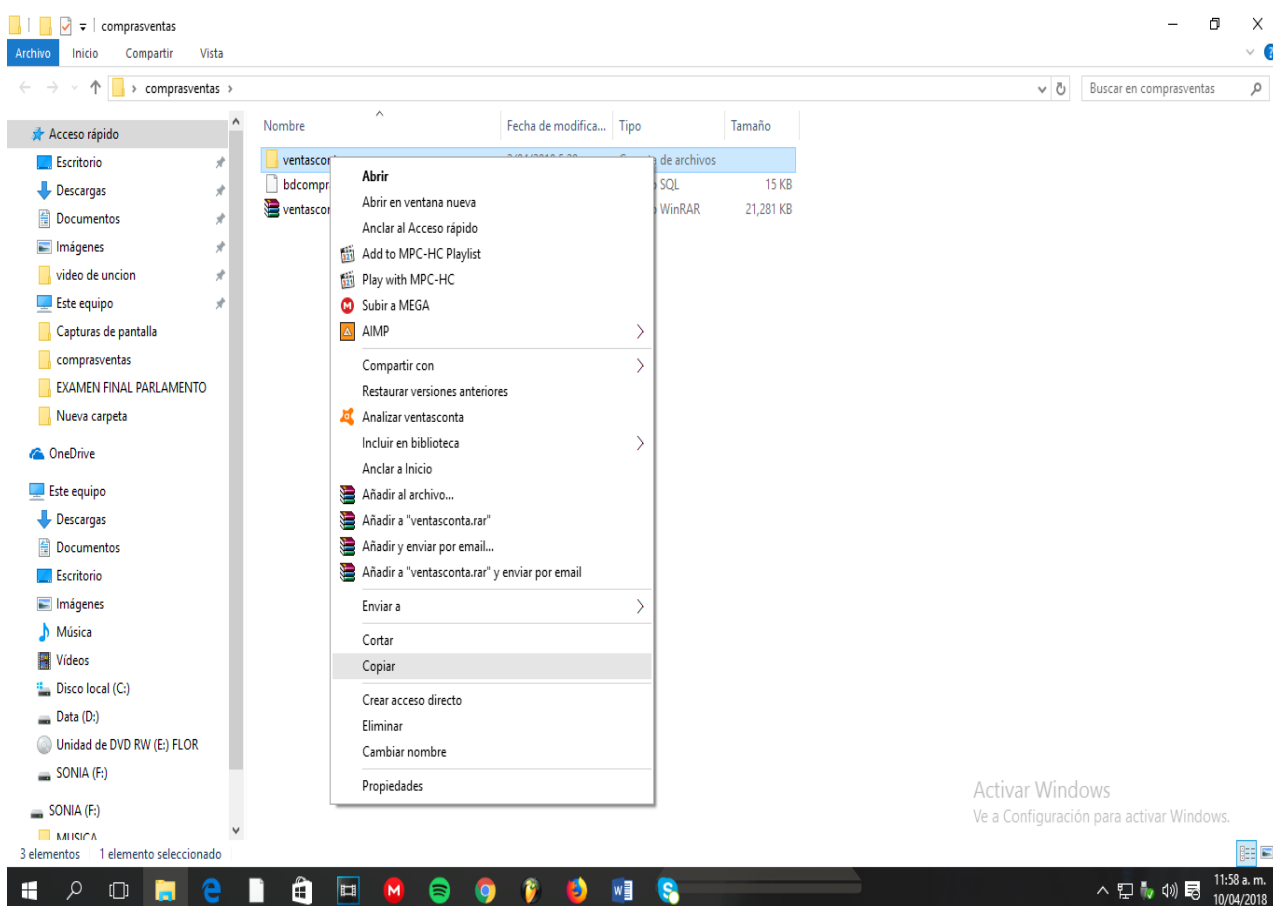 comprasventas
Archivo Inicio Compartir Vista
comprasventas
Buscar en comprasventas
Acceso rápido
Escritorio
Descargas
Documentos
Imágenes
video de uncion
Este equipo
Capturas de pantalla
comprasventas
EXAMEN FINAL PARLAMENTO
Nueva carpeta
OneDrive
Este equipo
Descargas
Documentos
Escritorio
Imágenes
Música
Vídeos
Disco local (C:)
Data (D:)
Unidad de DVD RW (E:) FLOR
SONIA (F:)
SONIA (F:)
MUSICA
Nombre Fecha de modifica... Tipo Tamaño
de archivos
SQL 15 KB
WinRAR 21,281 KB
Abrir
Abrir en ventana nueva
Anclar al Acceso rápido
Add to MPC-HC Playlist
Play with MPC-HC
Subir a MEGA
AIMP
Compartir con
Restaurar versiones anteriores
Analizar ventasconta
Incluir en biblioteca
Anclar a Inicio
Añadir al archivo...
Añadir a "ventasconta.rar"
Añadir y enviar por email...
Añadir a "ventasconta.rar" y enviar por email
Enviar a
Cortar
Copiar
Crear acceso directo
Eliminar
Cambiar nombre
Propiedades
Activar Windows
Ve a Configuración para activar Windows.
3 elementos 1 elemento seleccionado
11:58 a. m.
10/04/2018